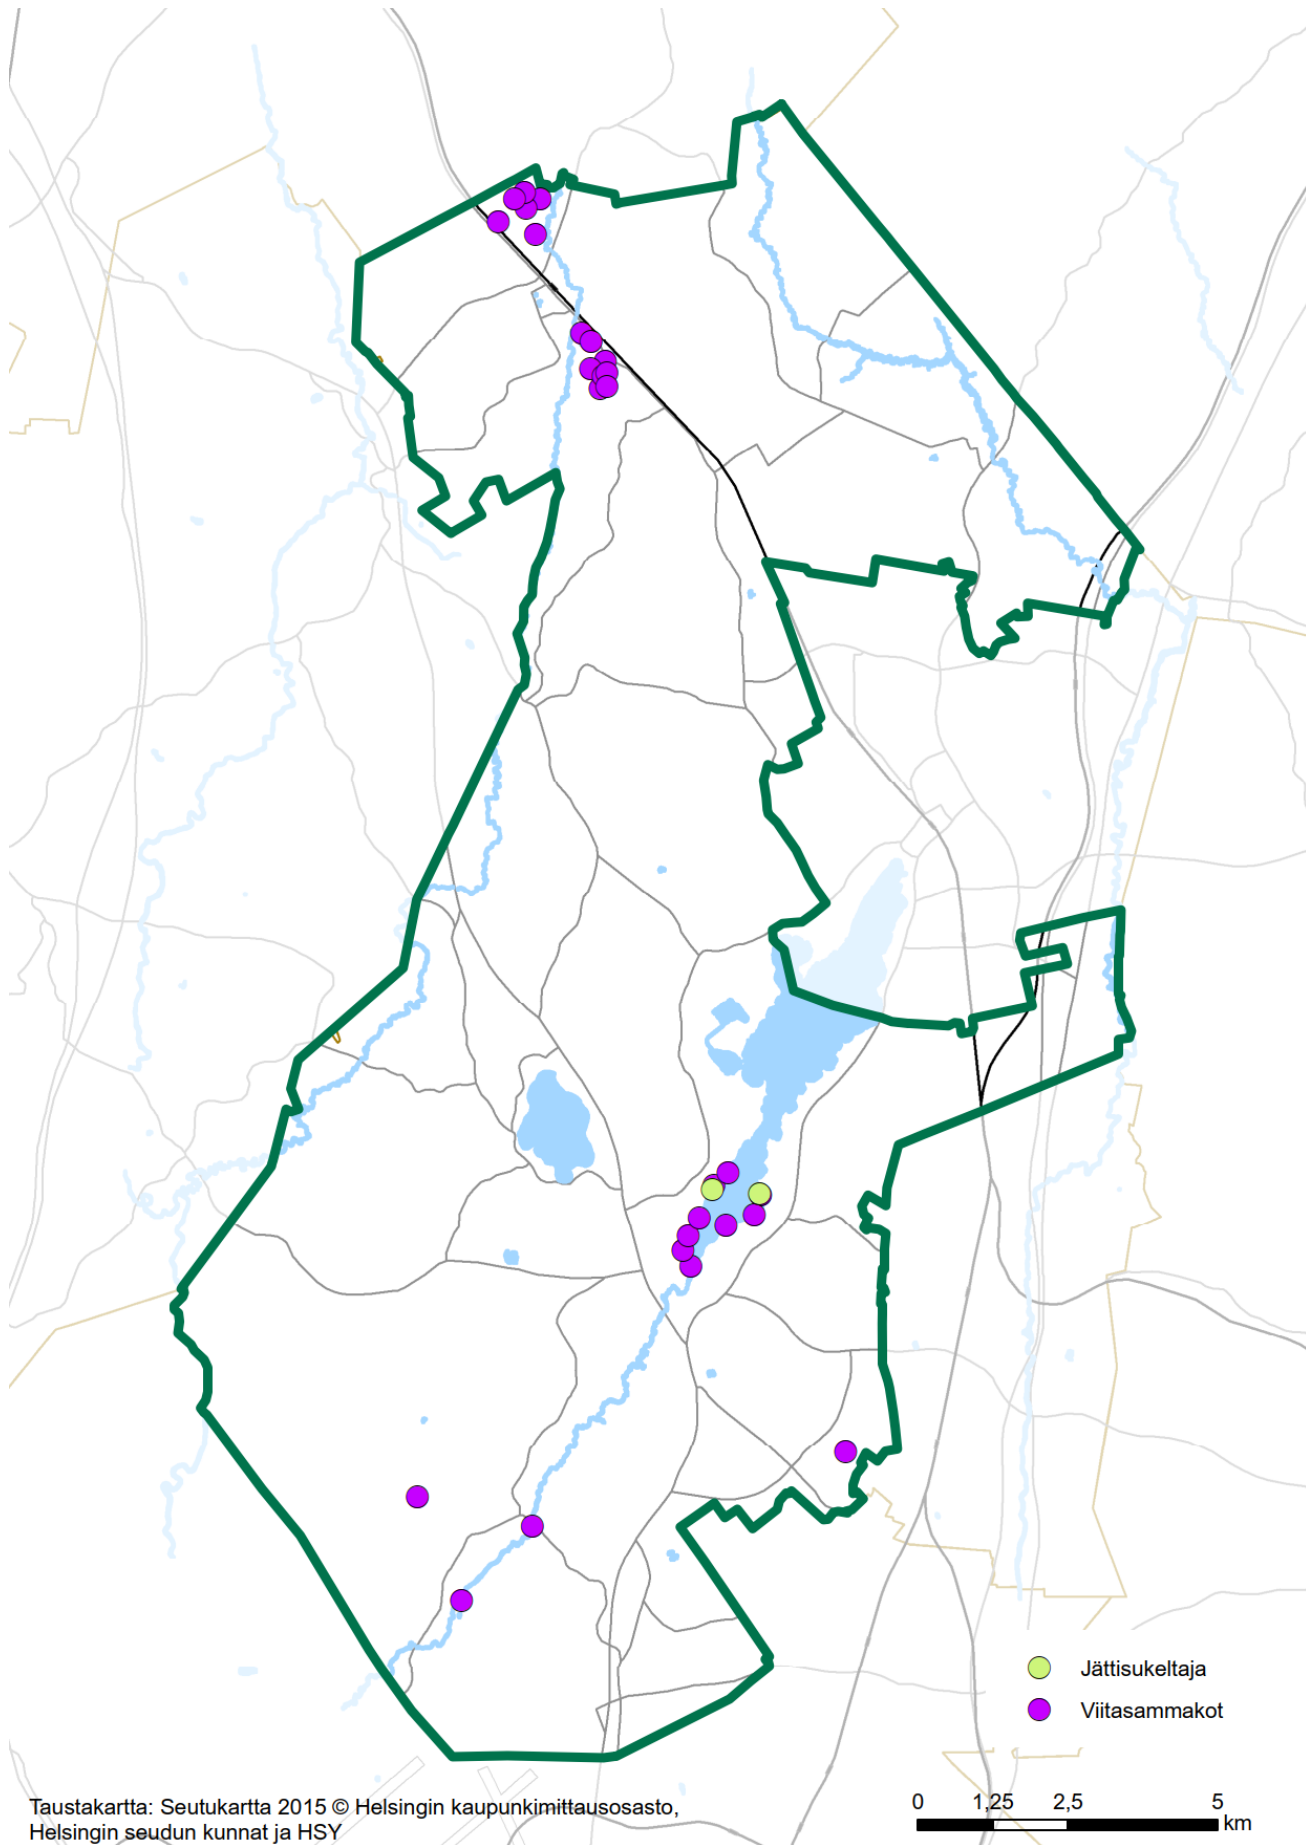 Jättisukeltaja
Viitasammakot
Taustakartta: Seutukartta 2015 © Helsingin kaupunkimittausosasto,
Helsingin seudun kunnat ja HSY
0 1,25 2,5 5
km